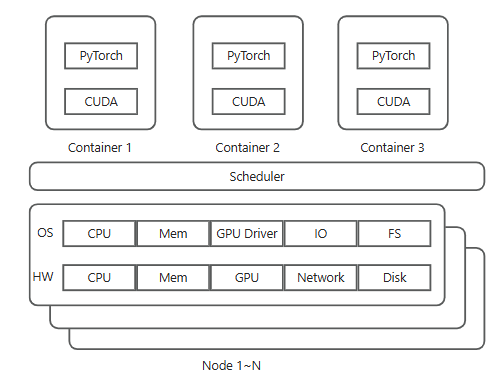 PyTorch PyTorch PyTorch
CUDA CUDA CUDA
Container 1 Container 2 Container 3
Scheduler
OS CPU Mem GPU Driver IO FS
HW CPU Mem GPU Network Disk
Node 1~N